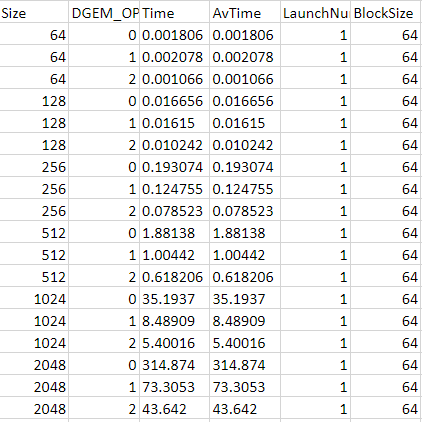 Size DGEM_OP Time AvTime LaunchNu BlockSize
64 0 0.001806 0.001806 1 64
64 1 0.002078 0.002078 1 64
64 2 0.001066 0.001066 1 64
128 0 0.016656 0.016656 1 64
128 1 0.01615 0.01615 1 64
128 2 0.010242 0.010242 1 64
256 0 0.193074 0.193074 1 64
256 1 0.124755 0.124755 1 64
256 2 0.078523 0.078523 1 64
512 0 1.88138 1.88138 1 64
512 1 1.00442 1.00442 1 64
512 2 0.618206 0.618206 1 64
1024 0 35.1937 35.1937 1 64
1024 1 8.48909 8.48909 1 64
1024 2 5.40016 5.40016 1 64
2048 0 314.874 314.874 1 64
2048 1 73.3053 73.3053 1 64
2048 2 43.642 43.642 1 64